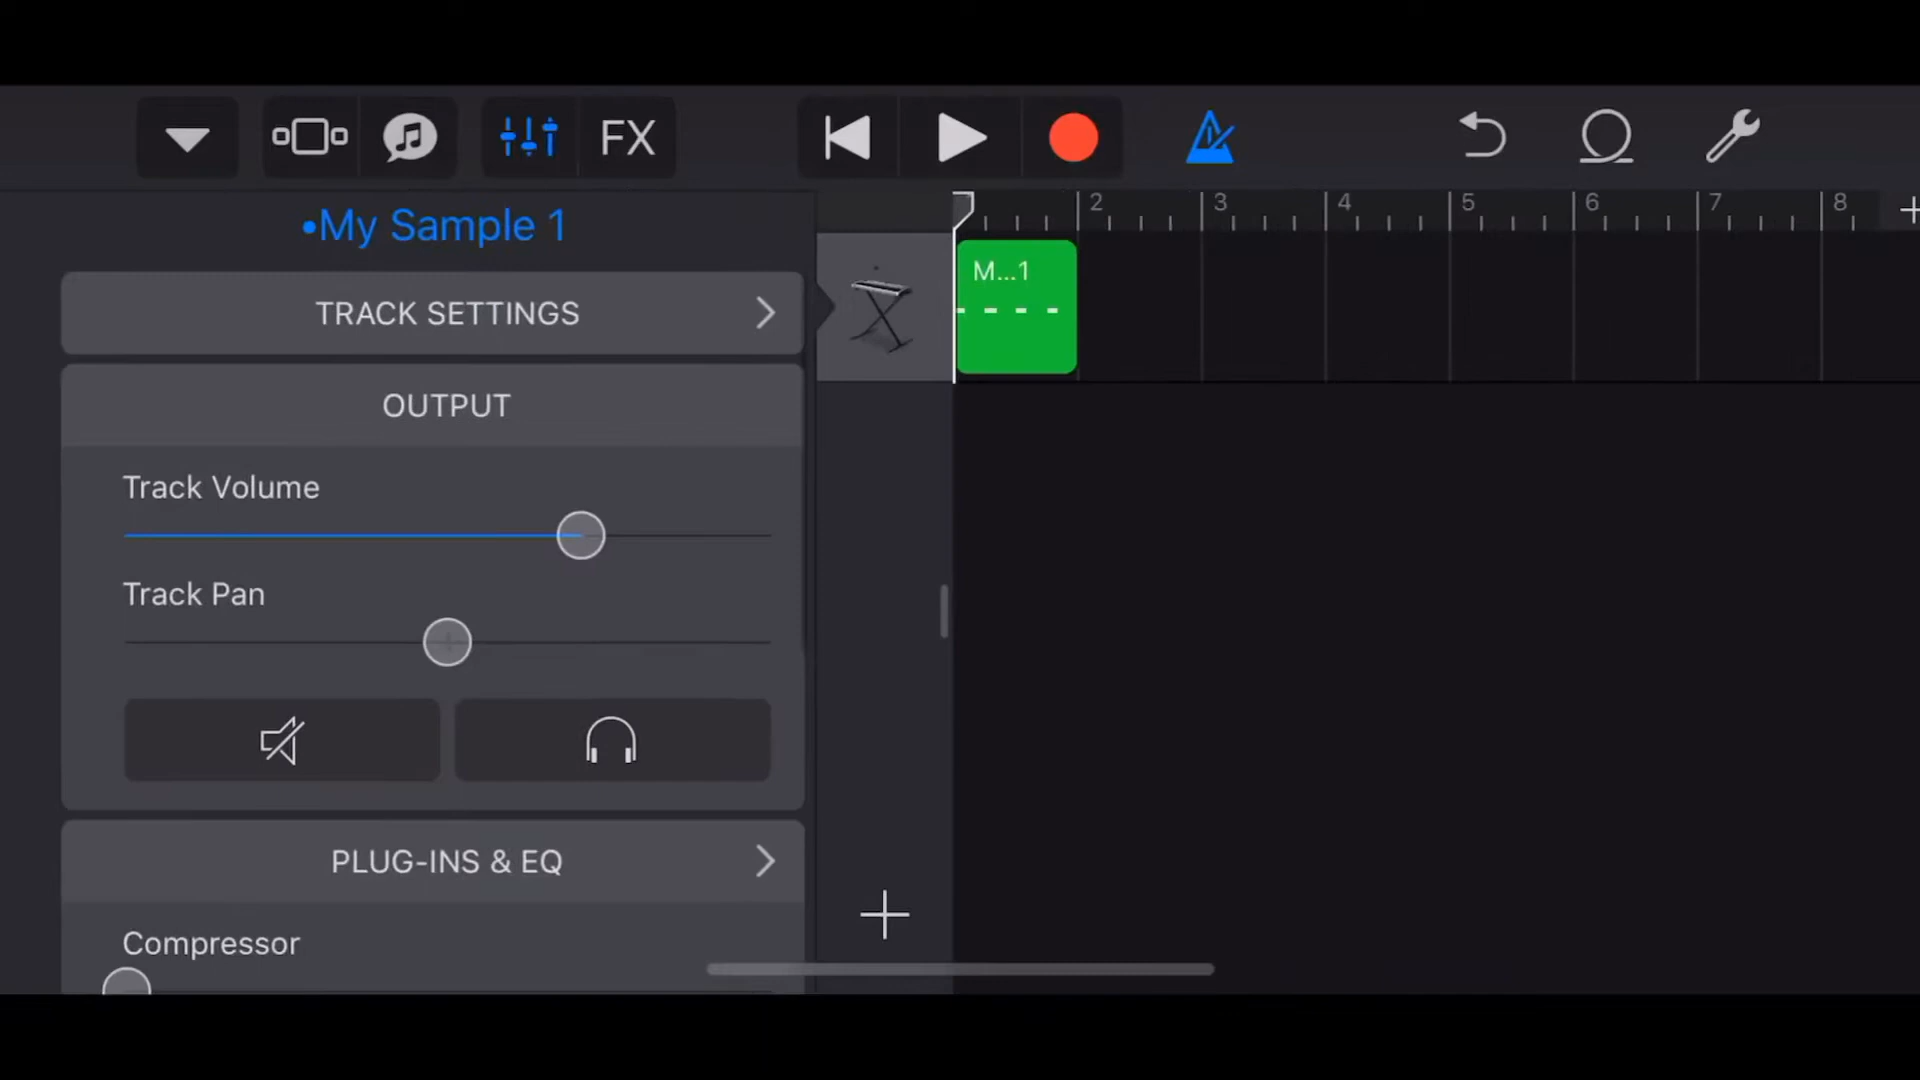 FX
•My Sample 1
2 3 4 5 6 7 8
M...1
TRACK SETTINGS
OUTPUT
Track Volume
Track Pan
PLUG-INS & EQ
Compressor